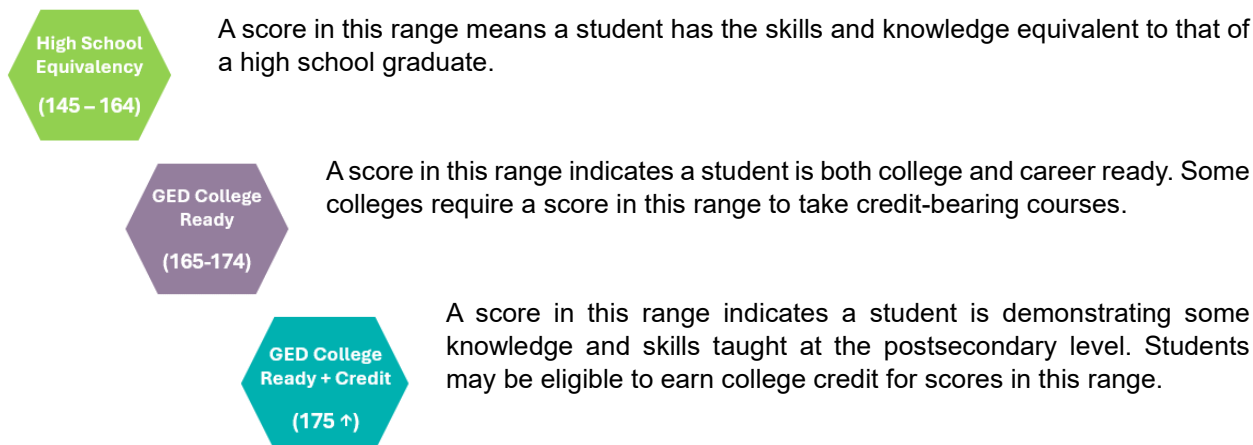 High School
Equivalency
(145 – 164)
A score in this range means a student has the skills and knowledge equivalent to that of
a high school graduate.
GED College
Ready
(165-174)
A score in this range indicates a student is both college and career ready. Some
colleges require a score in this range to take credit-bearing courses.
GED College
Ready + Credit
(175 ↑)
A score in this range indicates a student is demonstrating some
knowledge and skills taught at the postsecondary level. Students
may be eligible to earn college credit for scores in this range.